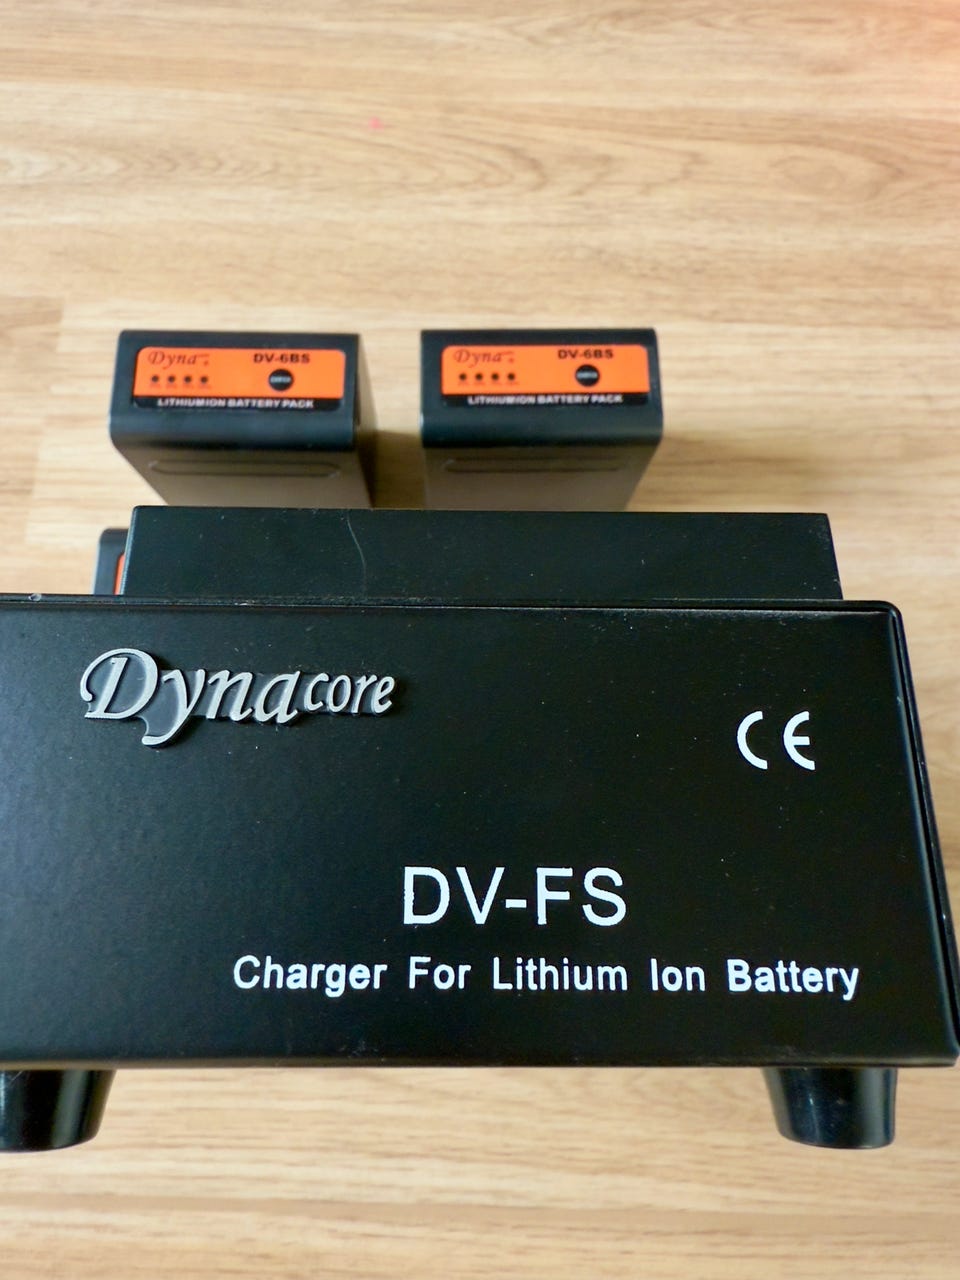 Dyna
DV-6BS
LITHIUMION BATTERY PACK
Dyna
DV-6BS
LITHIUMION BATTERY PACK
Dynacore
CE
DV-FS
Charger For Lithium Ion Battery